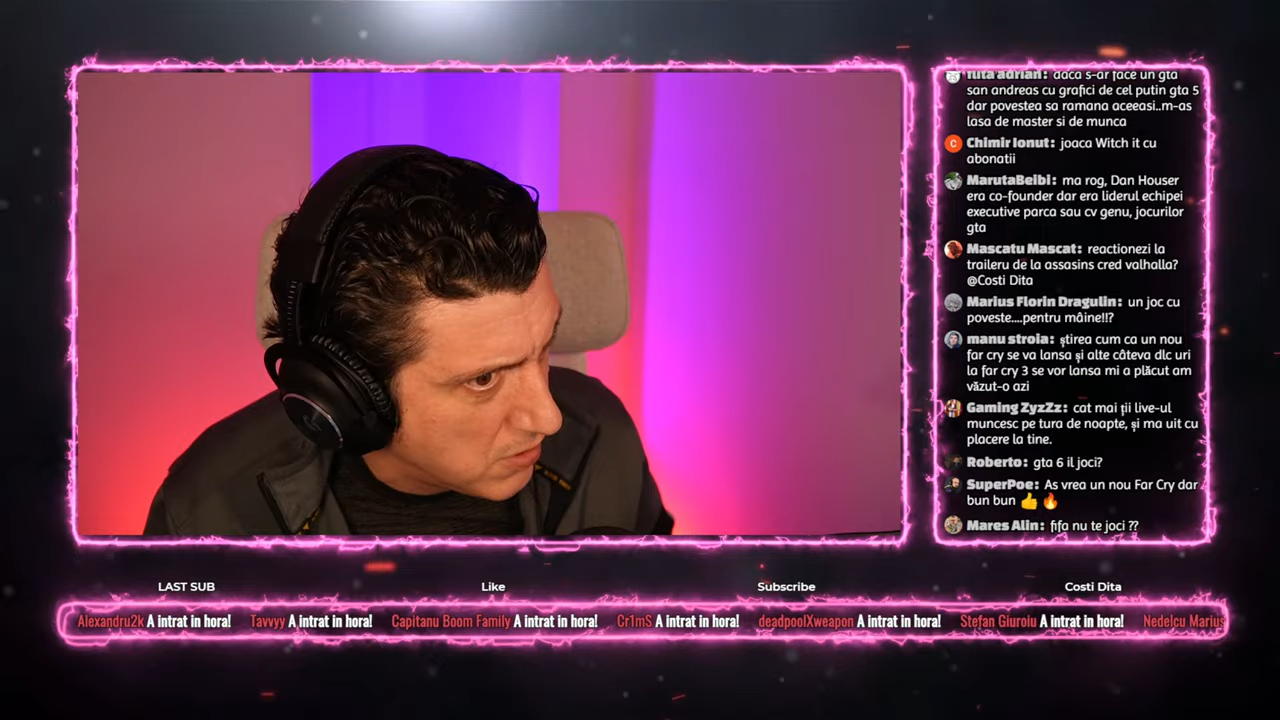 flita adrian: daca s-ar face un gta
san andreas cu grafici de cel putin gta 5
dar povestea sa ramana aceeasi..m-as
lasa de master si de munca
C Chimir Ionut: joaca Witch it cu
abonatii
MarutaBeibi: ma rog, Dan Houser
era co-founder dar era liderul echipei
executive parca sau cv genu, jocurilor
gta
Mascatu Mascat: reactionezi la
traileru de la assasins cred valhalla?
@Costi Dita
Marius Florin Dragulin: un joc cu
poveste....pentru mâine!!?
manu stroia: știrea cum ca un nou
far cry se va lansa și alte câteva dlc uri
la far cry 3 se vor lansa mi a plăcut am
văzut-o azi
Gaming ZyzZz: cat mai ții live-ul
muncesc pe tura de noapte, și ma uit cu
placere la tine.
Roberto: gta 6 il joci?
SuperPoe: As vrea un nou Far Cry dar
bun bun 👍🔥
Mares Alin: fifa nu te joci ??
LAST SUB Like Subscribe Costi Dita
Alexandru2k A intrat in hora! Tavvyy A intrat in hora! Capitanu Boom Family A intrat in hora! Cr1mS A intrat in hora! deadpoolXweapon A intrat in hora! Stefan Giuroiu A intrat in hora! Nedelcu Marius